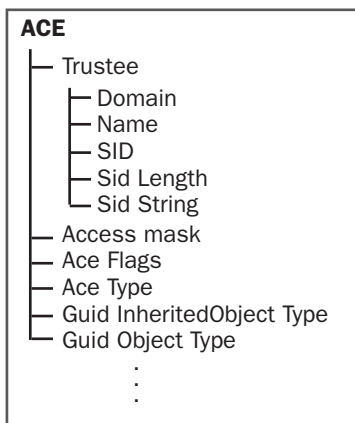 ACE
Trustee
Domain
Name
SID
Sid Length
Sid String
Access mask
Ace Flags
Ace Type
Guid InheritedObject Type
Guid Object Type
.
.
.